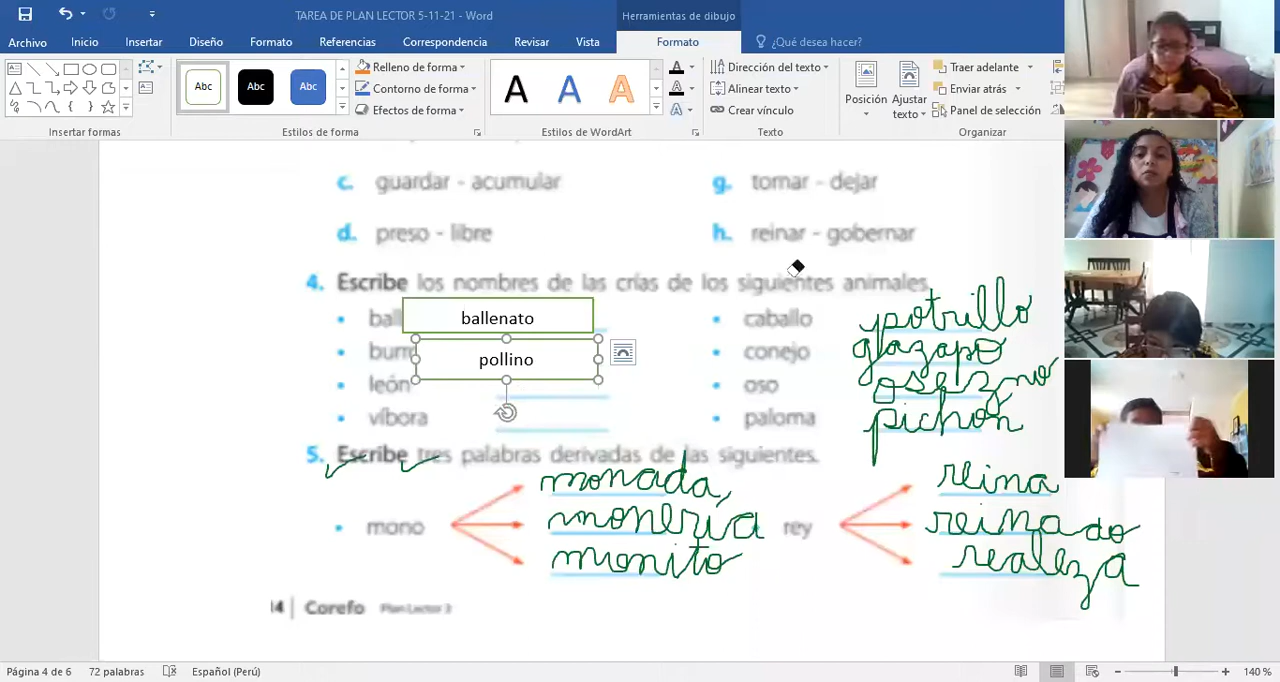 TAREA DE PLAN LECTOR 5-11-21 - Word
Herramientas de dibujo
Archivo Inicio Insertar Diseño Formato Referencias Correspondencia Revisar Vista Formato ¿Qué desea hacer?
Abc Abc Abc
Relleno de forma
Contorno de forma
Efectos de forma
A A A
Dirección del texto
Alinear texto
Crear vínculo
Posición
Ajustar texto
Traer adelante
Enviar atrás
Panel de selección
Insertar formas Estilos de forma Estilos de WordArt Texto Organizar
c. guardar - acumular g. tomar - dejar
d. preso - libre h. reinar - gobernar
4. Escribe los nombres de las crías de los siguientes animales.
ballenato • caballo potrillo
pollino • conejo glazapo
• león • oso osezno
• víbora • paloma pichón
5. Escribe tres palabras derivadas de las siguientes.
monada, reina
• mono monería rey reinado
monito realeza
14 Corefo Plan Lector 3
Página 4 de 6 72 palabras Español (Perú) 140 %